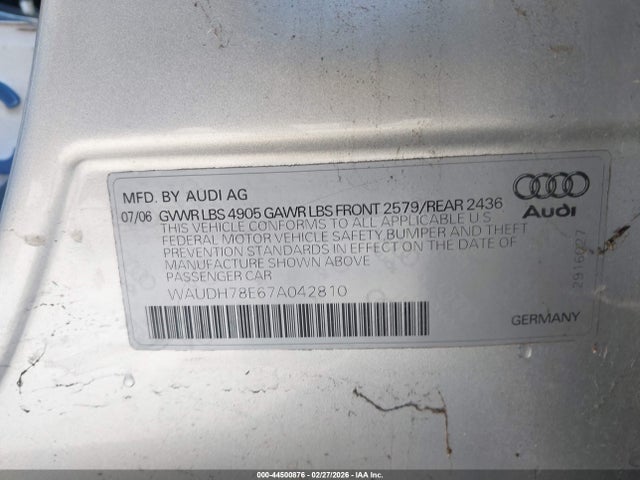 MFD. BY AUDI AG
07/06 GVWR LBS 4905 GAWR LBS FRONT 2579/REAR 2436
THIS VEHICLE CONFORMS TO ALL APPLICABLE U S
FEDERAL MOTOR VEHICLE SAFETY BUMPER AND THEFT
PREVENTION STANDARDS IN EFFECT ON THE DATE OF
MANUFACTURE SHOWN ABOVE
PASSENGER CAR
WAUDH78E67A042810
Audi
2916027
GERMANY
000-44500876 | 02/27/2026 – COPYRIGHT IAA, LLC.